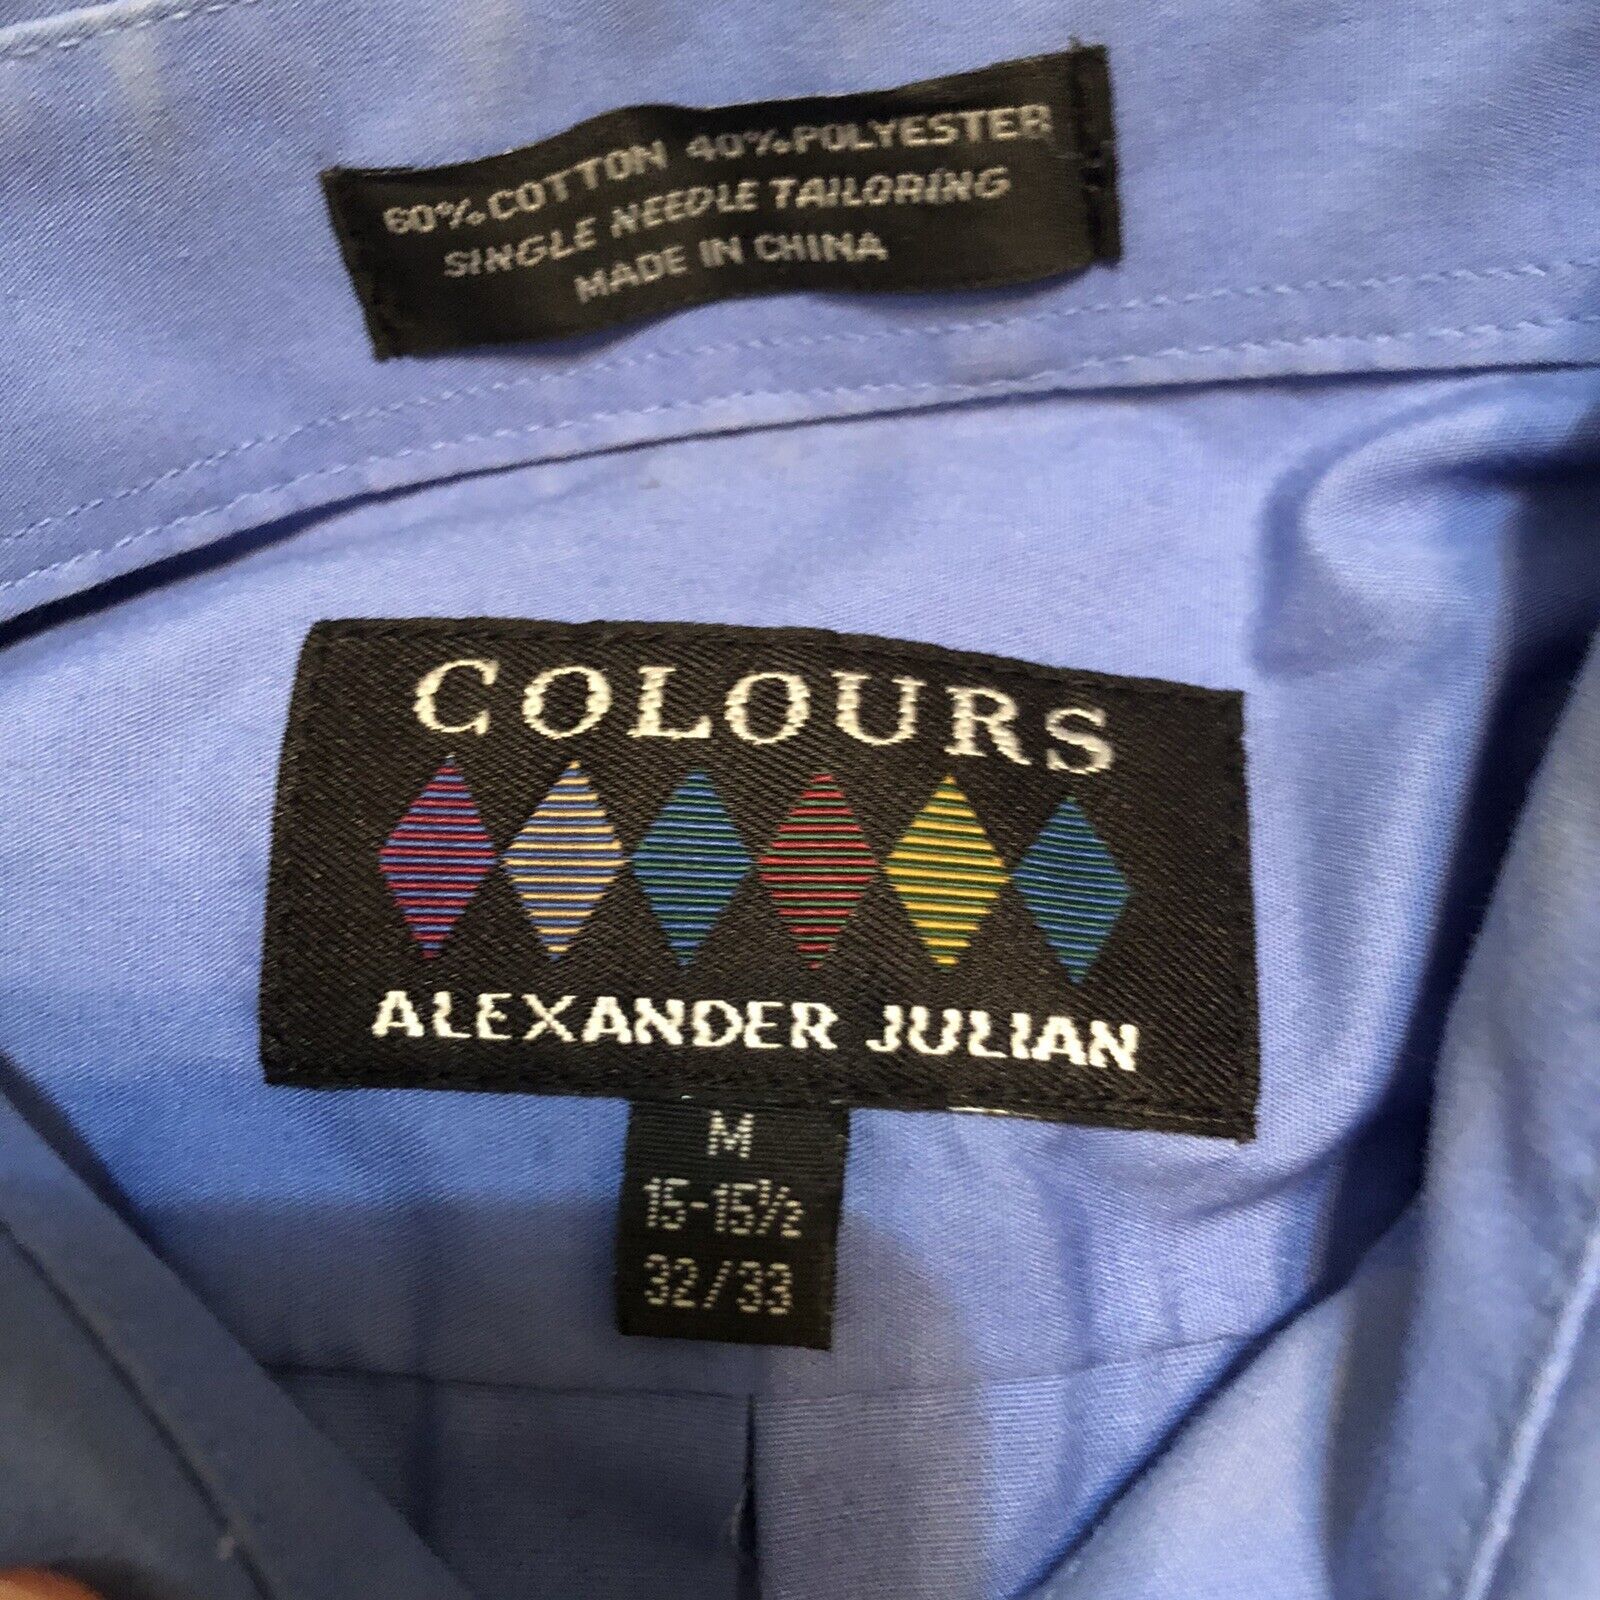 60% COTTON 40% POLYESTER
SINGLE NEEDLE TAILORING
MADE IN CHINA
COLOURS
ALEXANDER JULIAN
M
15-15½
32/33